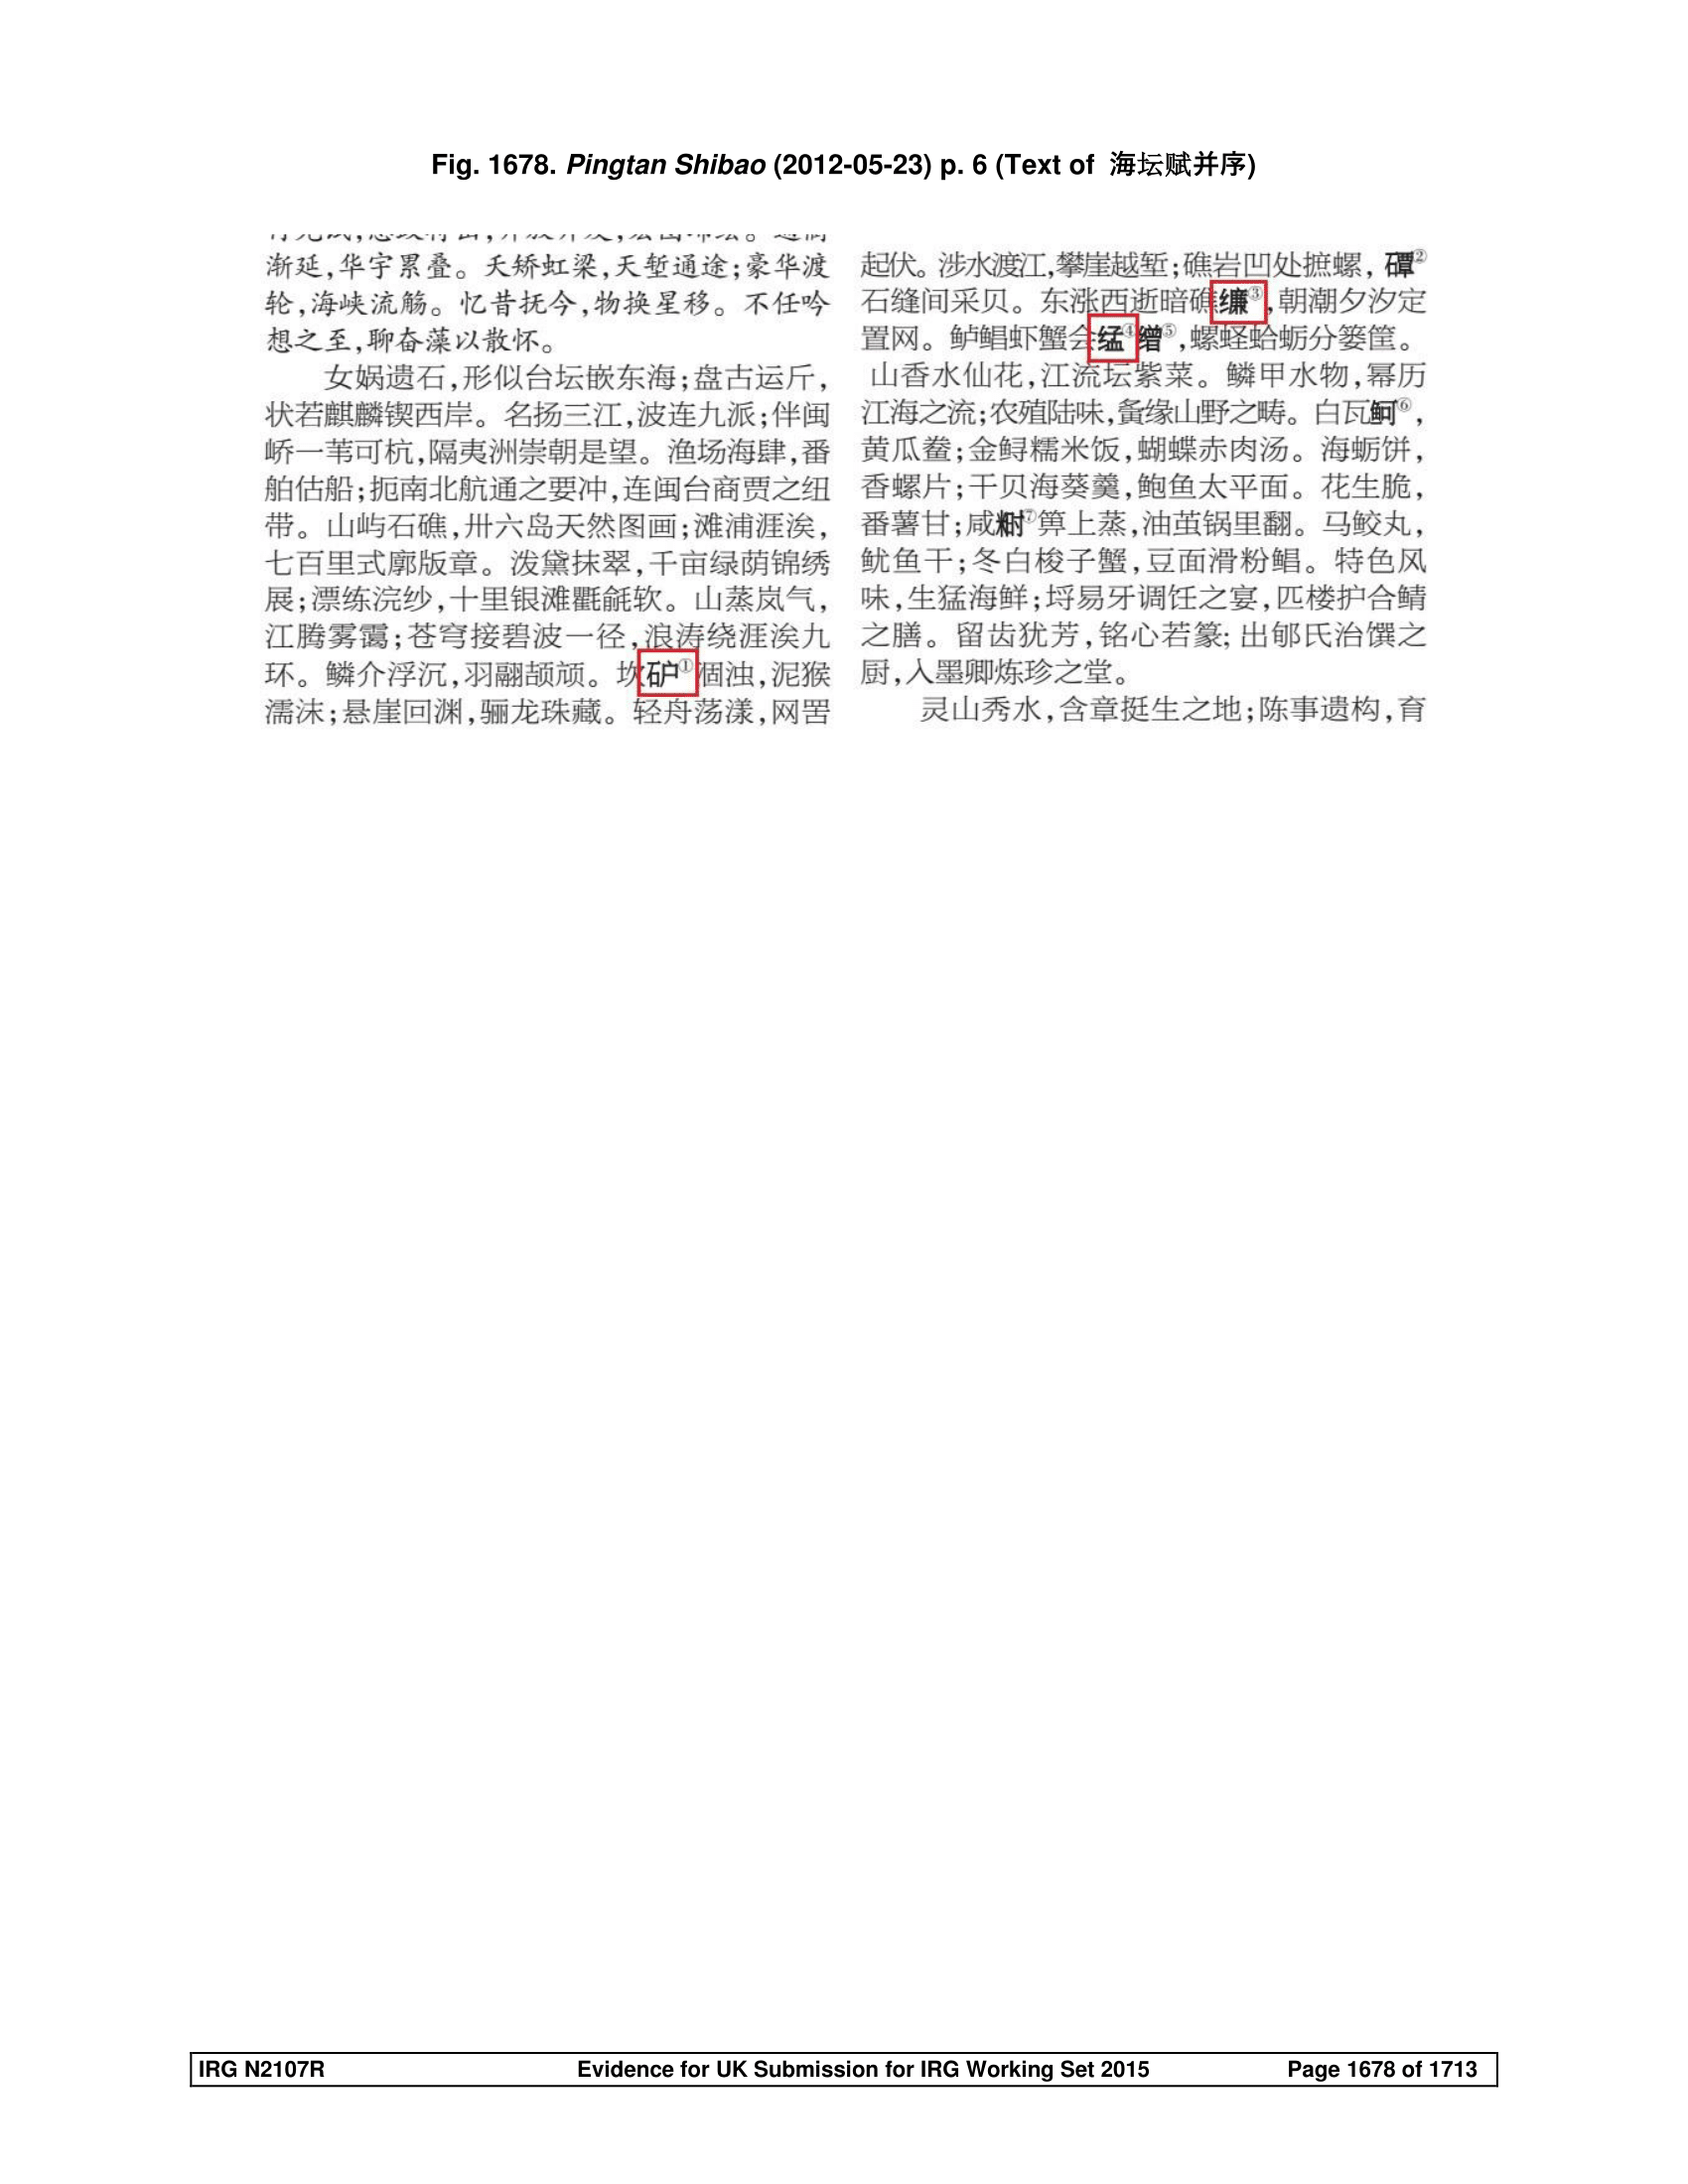 Fig. 1678. Pingtan Shibao (2012-05-23) p. 6 (Text of 海坛赋并序)
渐延,华宇累叠。夭矫虹梁,天堑通途;豪华渡
轮,海峡流觞。忆昔抚今,物换星移。不任吟
想之至,聊奋藻以散怀。
女娲遗石,形似台坛嵌东海;盘古运斤,
状若麒麟锲西岸。名扬三江,波连九派;伴闽
峤一苇可杭,隔夷洲崇朝是望。渔场海肆,番
舶估船;扼南北航通之要冲,连闽台商贾之纽
带。山屿石礁,卅六岛天然图画;滩浦涯涘,
七百里式廓版章。泼黛抹翠,千亩绿荫锦绣
展;漂练浣纱,十里银滩氍毹软。山蒸岚气,
江腾雾霭;苍穹接碧波一径,浪涛绕涯涘九
环。鳞介浮沉,羽翮颉颃。坎⿰石户①涸浊,泥猴
濡沫;悬崖回渊,骊龙珠藏。轻舟荡漾,网罟
起伏。涉水渡江,攀崖越堑;礁岩凹处摭螺,磹②
石缝间采贝。东涨西逝暗礁⿰纟廉③,朝潮夕汐定
置网。鲈鲳虾蟹会⿰纟猛④缯⑤,螺蛏蛤蛎分篓筐。
山香水仙花,江流坛紫菜。鳞甲水物,幂历
江海之流;农殖陆味,夤缘山野之畴。白瓦⿰鱼可⑥,
黄瓜鲞;金鲟糯米饭,蝴蝶赤肉汤。海蛎饼,
香螺片;干贝海葵羹,鲍鱼太平面。花生脆,
番薯甘;咸⑦箅上蒸,油茧锅里翻。马鲛丸,
鱿鱼干;冬白梭子蟹,豆面滑粉鲳。特色风
味,生猛海鲜;埒易牙调饪之宴,匹楼护合鲭
之膳。留齿犹芳,铭心若篆;出郇氏治馔之
厨,入墨卿炼珍之堂。
灵山秀水,含章挺生之地;陈事遗构,育
IRG N2107R Evidence for UK Submission for IRG Working Set 2015 Page 1678 of 1713